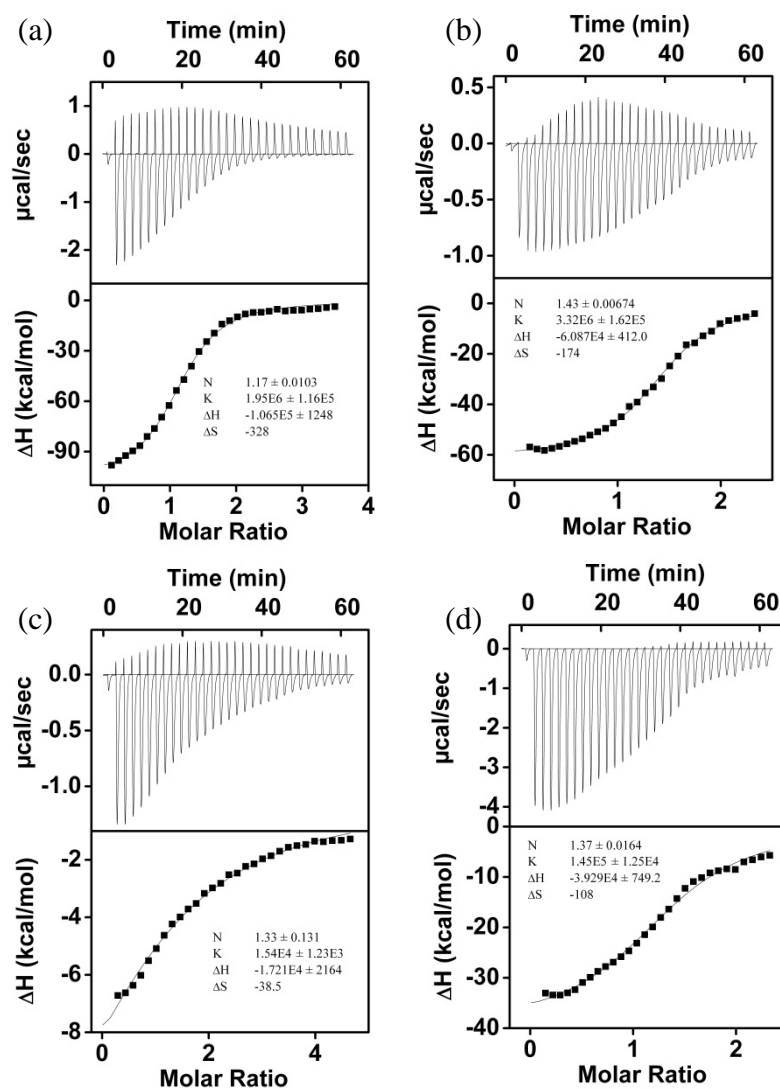 (a)
Time (min)
0 20 40 60
1
0
-1
-2
µcal/sec
0
-30
-60
-90
ΔH (kcal/mol)
N 1.17 ± 0.0103
K 1.95E6 ± 1.16E5
ΔH -1.065E5 ± 1248
ΔS -328
0 1 2 3 4
Molar Ratio
(b)
Time (min)
0 20 40 60
0.5
0.0
-0.5
-1.0
µcal/sec
0
-20
-40
-60
ΔH (kcal/mol)
N 1.43 ± 0.00674
K 3.32E6 ± 1.62E5
ΔH -6.087E4 ± 412.0
ΔS -174
0 1 2
Molar Ratio
(c)
Time (min)
0 20 40 60
0.0
-0.5
-1.0
µcal/sec
-2
-4
-6
-8
ΔH (kcal/mol)
N 1.33 ± 0.131
K 1.54E4 ± 1.23E3
ΔH -1.721E4 ± 2164
ΔS -38.5
0 2 4
Molar Ratio
(d)
Time (min)
0 20 40 60
0
-1
-2
-3
-4
µcal/sec
0
-10
-20
-30
-40
ΔH (kcal/mol)
N 1.37 ± 0.0164
K 1.45E5 ± 1.25E4
ΔH -3.929E4 ± 749.2
ΔS -108
0 1 2
Molar Ratio